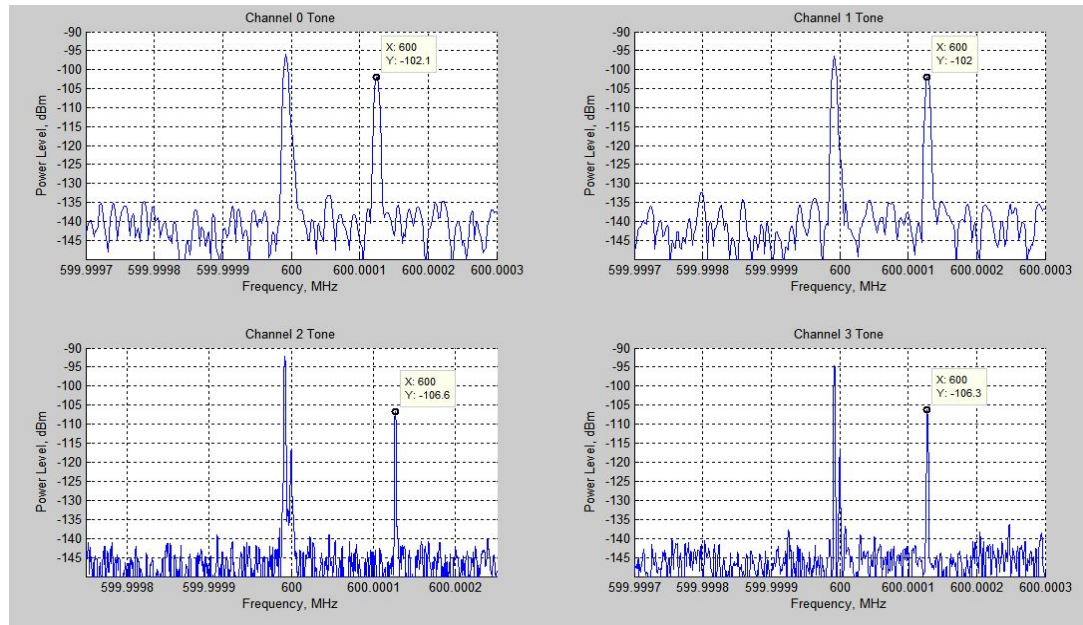 Channel 0 Tone
-90
-95
-100
-105
-110
-115
-120
-125
-130
-135
-140
-145
Power Level, dBm
X: 600
Y: -102.1
599.9997 599.9998 599.9999 600 600.0001 600.0002 600.0003
Frequency, MHz
Channel 1 Tone
-90
-95
-100
-105
-110
-115
-120
-125
-130
-135
-140
-145
Power Level, dBm
X: 600
Y: -102
599.9997 599.9998 599.9999 600 600.0001 600.0002 600.0003
Frequency, MHz
Channel 2 Tone
-90
-95
-100
-105
-110
-115
-120
-125
-130
-135
-140
-145
Power Level, dBm
X: 600
Y: -106.6
599.9998 599.9999 600 600.0001 600.0002
Frequency, MHz
Channel 3 Tone
-90
-95
-100
-105
-110
-115
-120
-125
-130
-135
-140
-145
Power Level, dBm
X: 600
Y: -106.3
599.9997 599.9998 599.9999 600 600.0001 600.0002 600.0003
Frequency, MHz